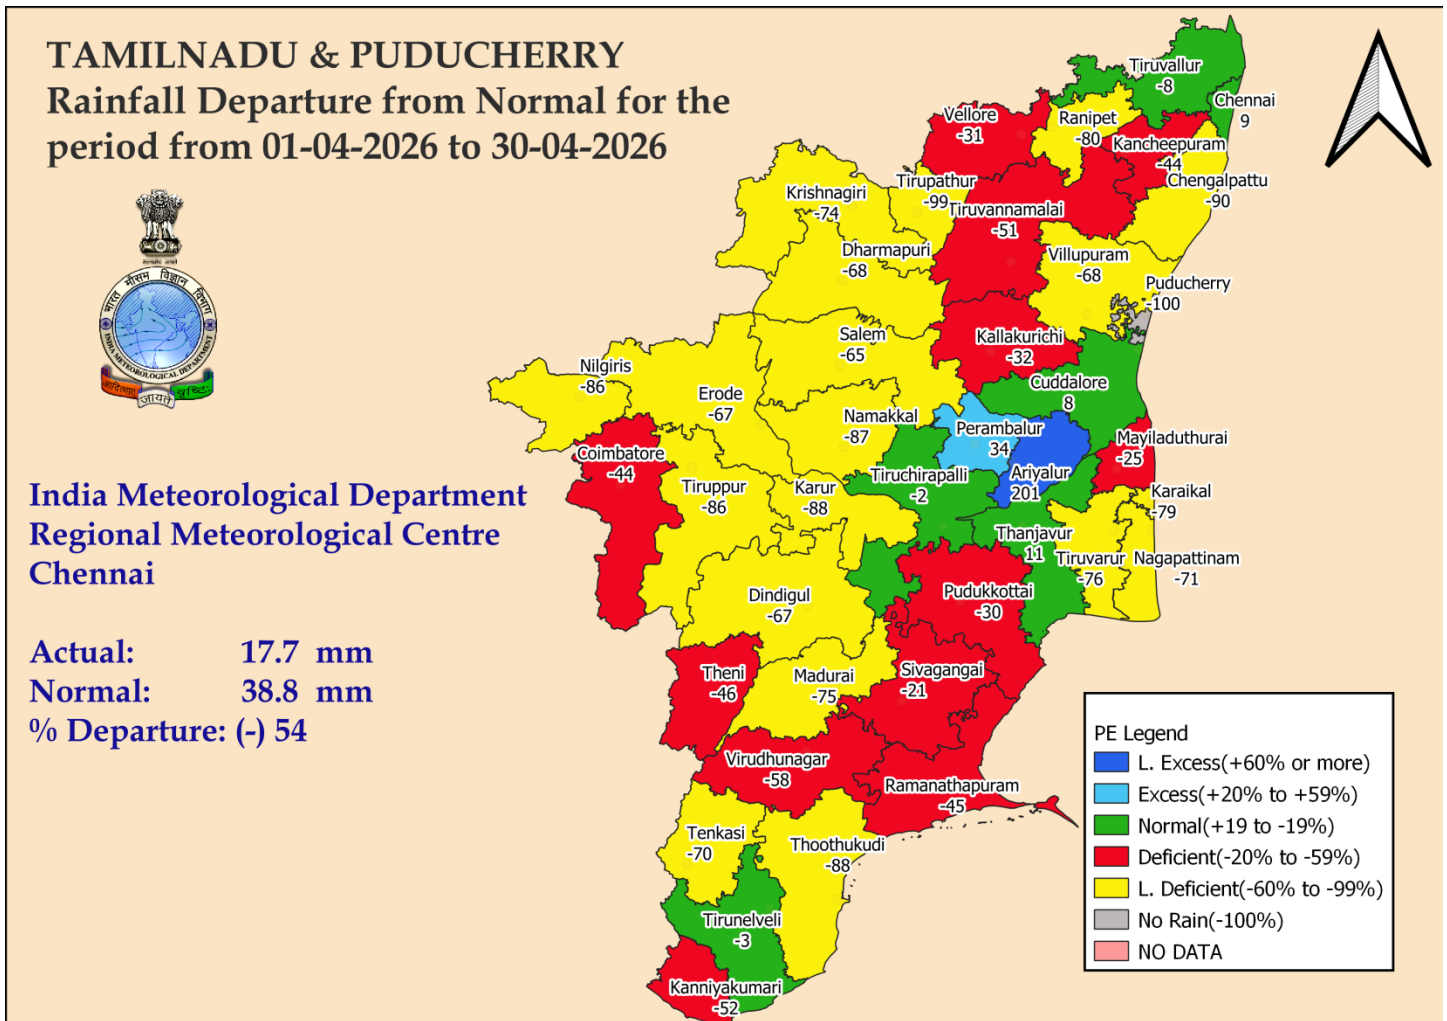 TAMILNADU & PUDUCHERRY
Rainfall Departure from Normal for the
period from 01-04-2026 to 30-04-2026
भारत मौसम विज्ञान विभाग
INDIA METEOROLOGICAL DEPARTMENT
आदित्यात्
जायते
वृष्टिः
India Meteorological Department
Regional Meteorological Centre
Chennai
Actual: 17.7 mm
Normal: 38.8 mm
% Departure: (-) 54
Tiruvallur
-8
Chennai
9
Vellore
-31
Ranipet
-80
Kancheepuram
-44
Chengalpattu
-90
Krishnagiri
-74
Tirupathur
-99
Tiruvannamalai
-51
Dharmapuri
-68
Villupuram
-68
Puducherry
-100
Salem
-65
Kallakurichi
-32
Nilgiris
-86
Erode
-67
Cuddalore
8
Namakkal
-87
Perambalur
34
Mayiladuthurai
-25
Coimbatore
-44
Tiruchirapalli
-2
Ariyalur
201
Tiruppur
-86
Karur
-88
Karaikal
-79
Thanjavur
11
Tiruvarur
-76
Nagapattinam
-71
Dindigul
-67
Pudukkottai
-30
Theni
-46
Madurai
-75
Sivagangai
-21
Virudhunagar
-58
Ramanathapuram
-45
Tenkasi
-70
Thoothukudi
-88
Tirunelveli
-3
Kanniyakumari
-52
PE Legend
L. Excess(+60% or more)
Excess(+20% to +59%)
Normal(+19 to -19%)
Deficient(-20% to -59%)
L. Deficient(-60% to -99%)
No Rain(-100%)
NO DATA